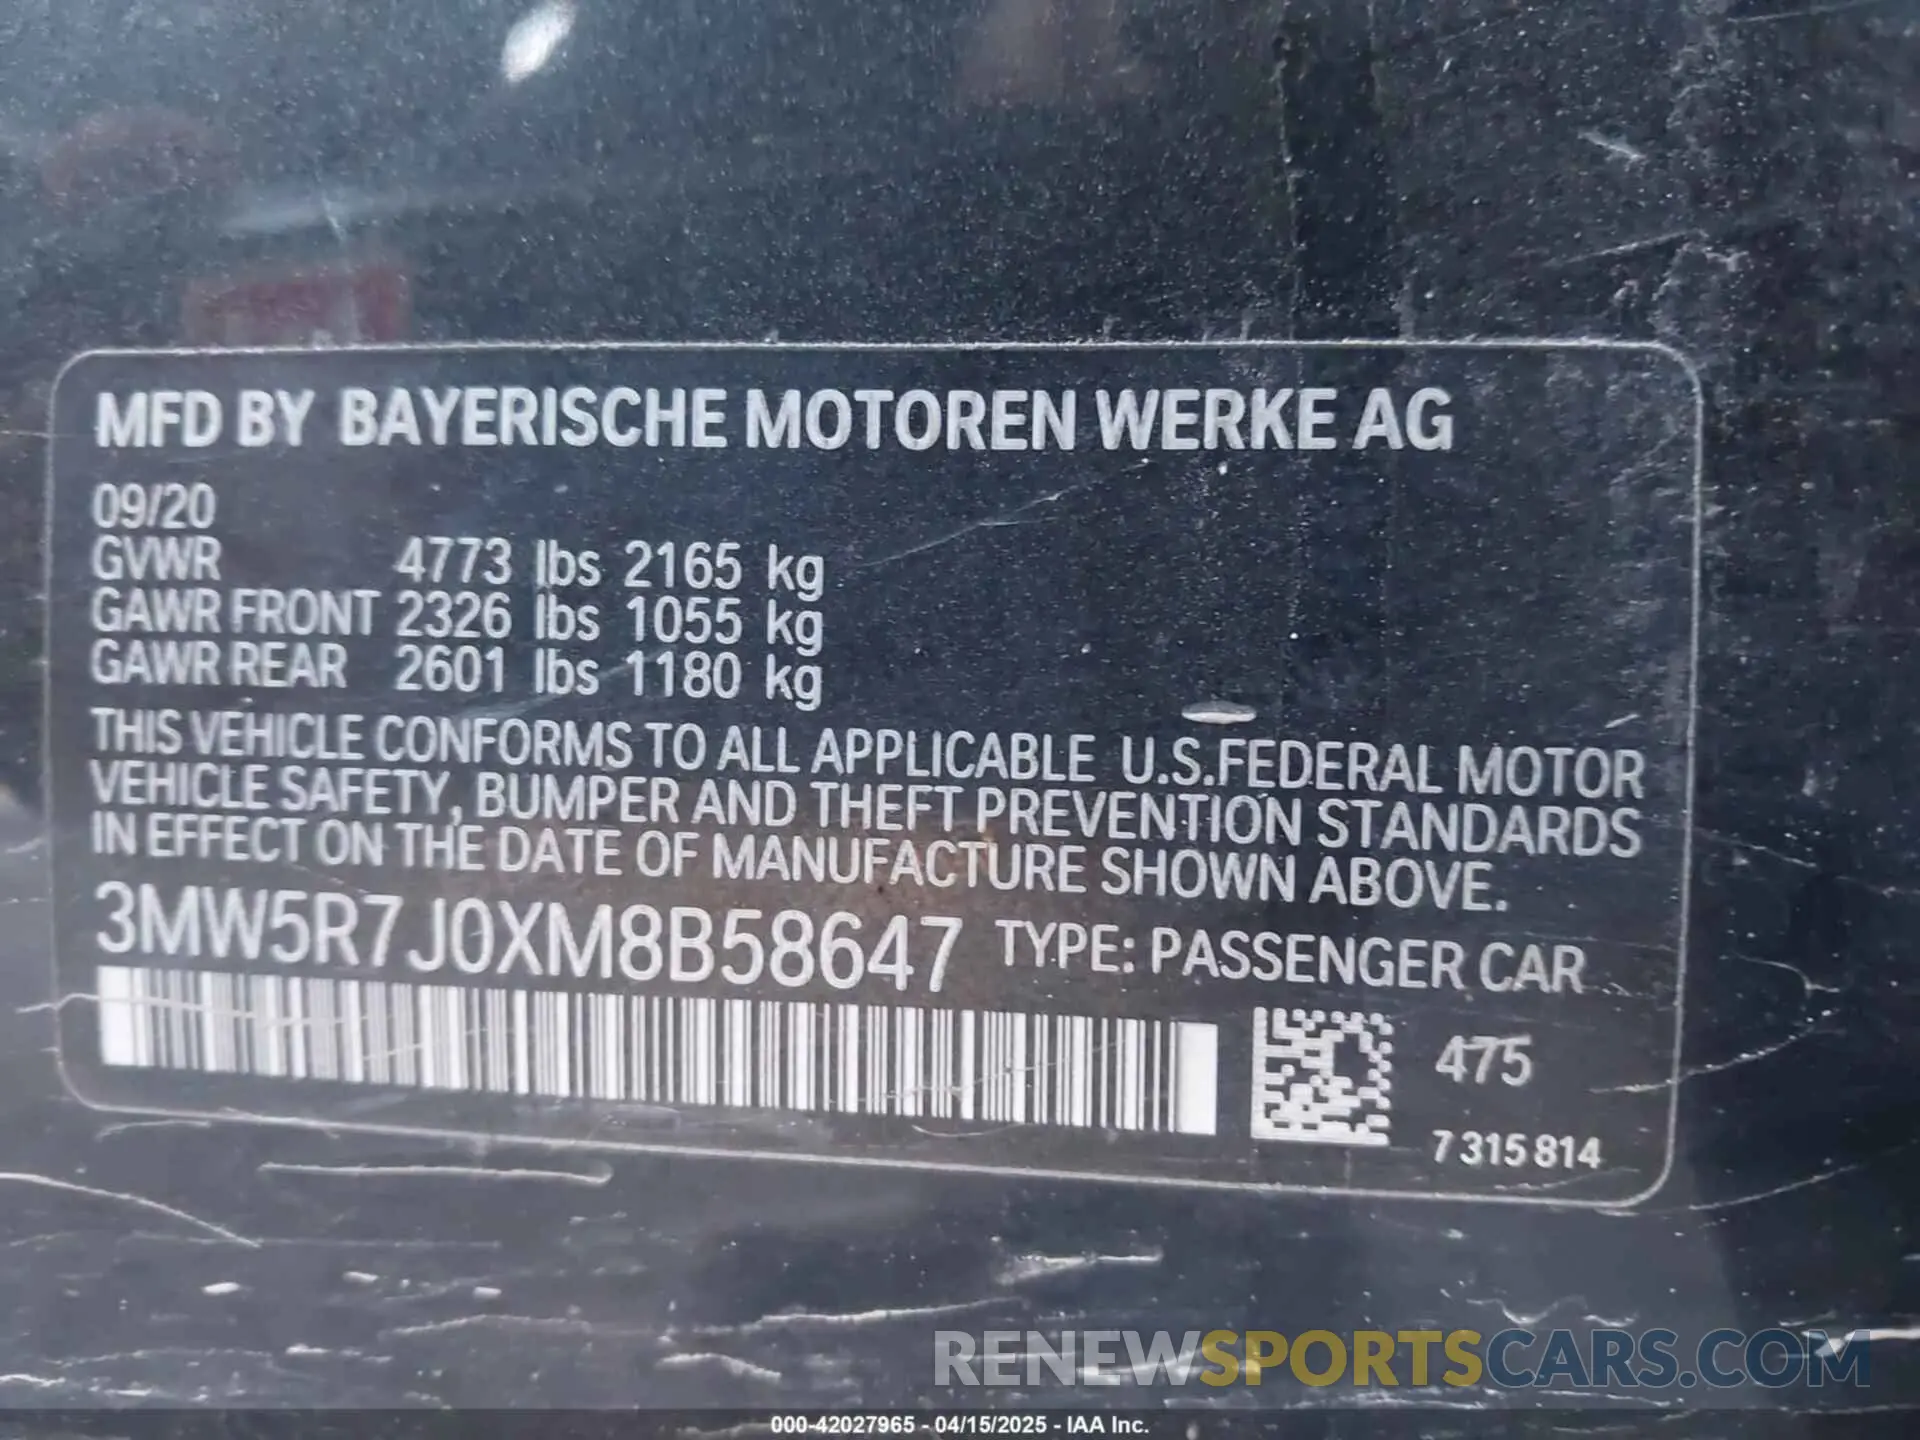 MFD BY BAYERISCHE MOTOREN WERKE AG
09/20
GVWR 4773 lbs 2165 kg
GAWR FRONT 2326 lbs 1055 kg
GAWR REAR 2601 lbs 1180 kg
THIS VEHICLE CONFORMS TO ALL APPLICABLE U.S.FEDERAL MOTOR
VEHICLE SAFETY, BUMPER AND THEFT PREVENTION STANDARDS
IN EFFECT ON THE DATE OF MANUFACTURE SHOWN ABOVE.
3MW5R7J0XM8B58647 TYPE: PASSENGER CAR
475
7 315 814
RENEWSPORTSCARS.COM
000-42027965 - 04/15/2025 - IAA Inc.